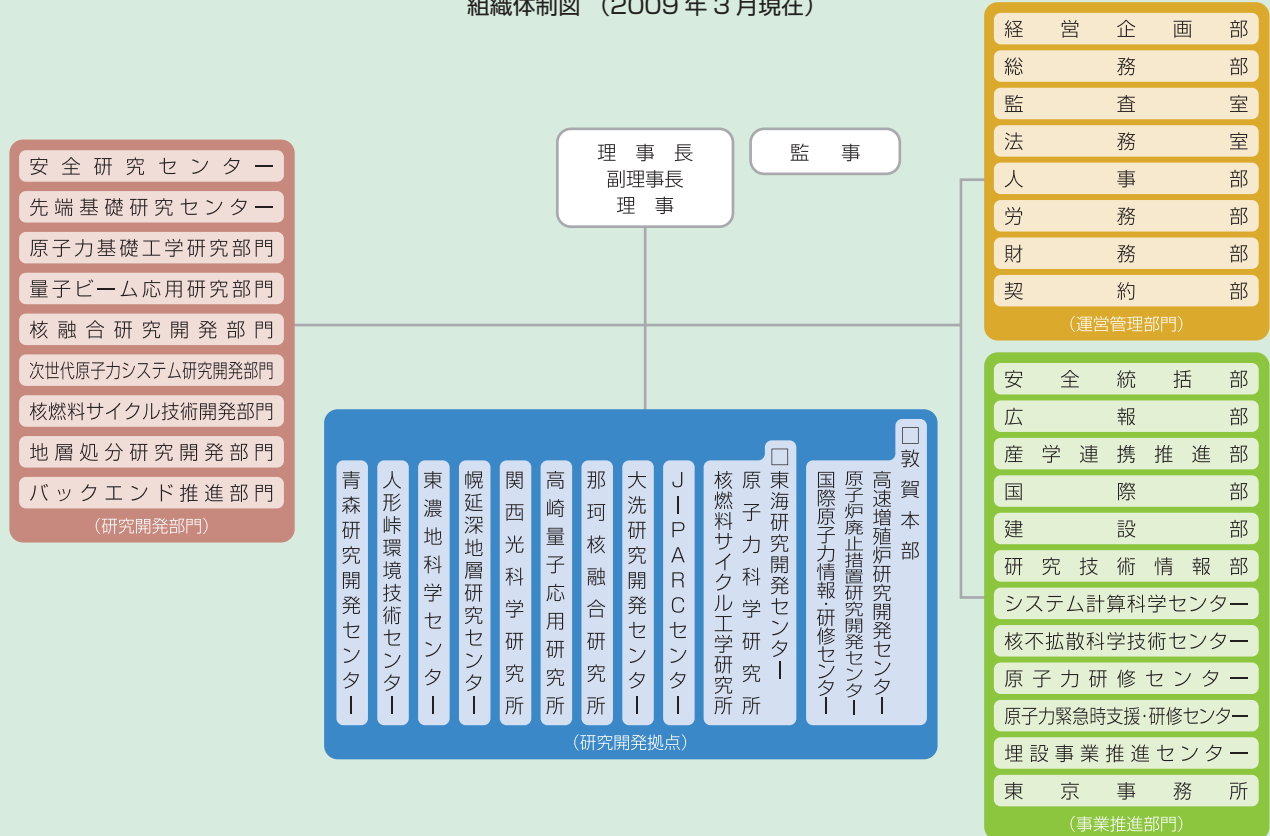 組織体制図 （2009年3月現在）
理事長
副理事長
理事
監事
安全研究センター
先端基礎研究センター
原子力基礎工学研究部門
量子ビーム応用研究部門
核融合研究開発部門
次世代原子力システム研究開発部門
核燃料サイクル技術開発部門
地層処分研究開発部門
バックエンド推進部門
（研究開発部門）
経営企画部
総務部
監査室
法務室
人事部
労務部
財務部
契約部
（運営管理部門）
安全統括部
広報部
産学連携推進部
国際部
建設部
研究技術情報部
システム計算科学センター
核不拡散科学技術センター
原子力研修センター
原子力緊急時支援・研修センター
埋設事業推進センター
東京事務所
（事業推進部門）
□敦賀本部
高速増殖炉研究開発センター
原子炉廃止措置研究開発センター
国際原子力情報・研修センター
□東海研究開発センター
原子力科学研究所
核燃料サイクル工学研究所
J-PARCセンター
大洗研究開発センター
那珂核融合研究所
高崎量子応用研究所
関西光科学研究所
幌延深地層研究センター
東濃地科学センター
人形峠環境技術センター
青森研究開発センター
（研究開発拠点）